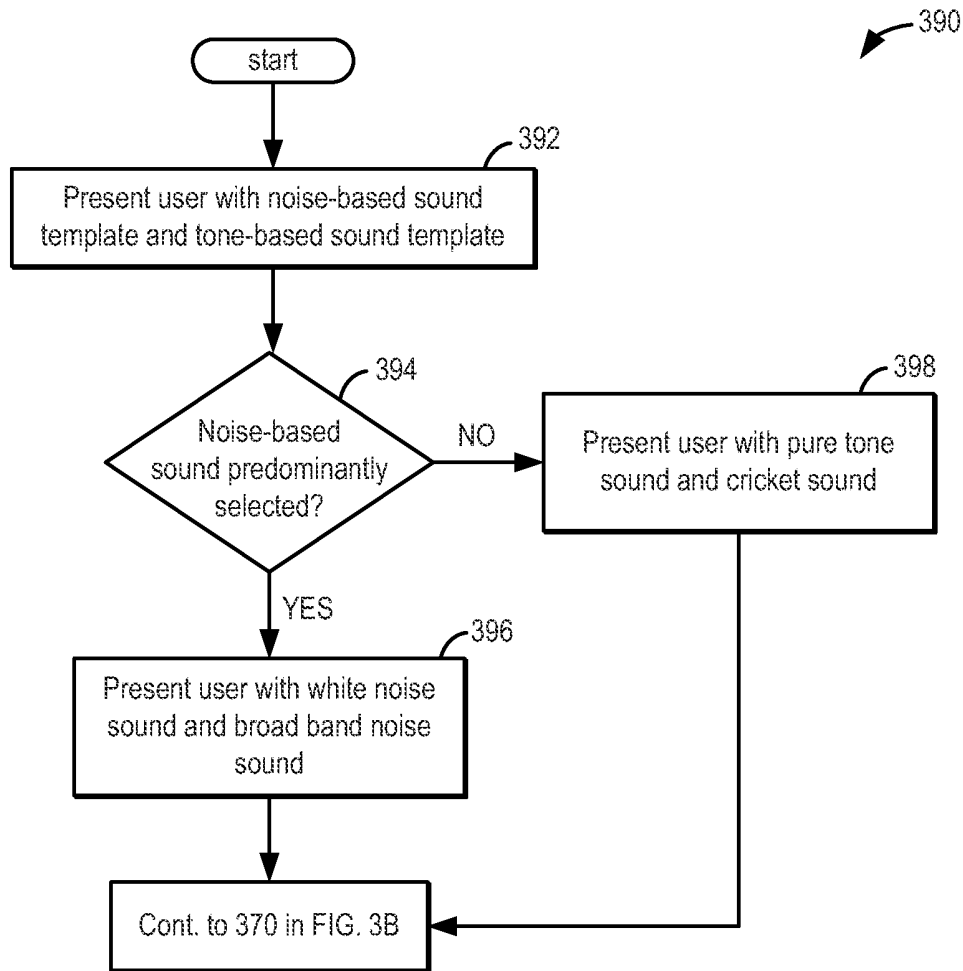 390
start
392
Present user with noise-based sound
template and tone-based sound template
394
Noise-based
sound predominantly
selected?
NO
398
Present user with pure tone
sound and cricket sound
YES
396
Present user with white noise
sound and broad band noise
sound
Cont. to 370 in FIG. 3B